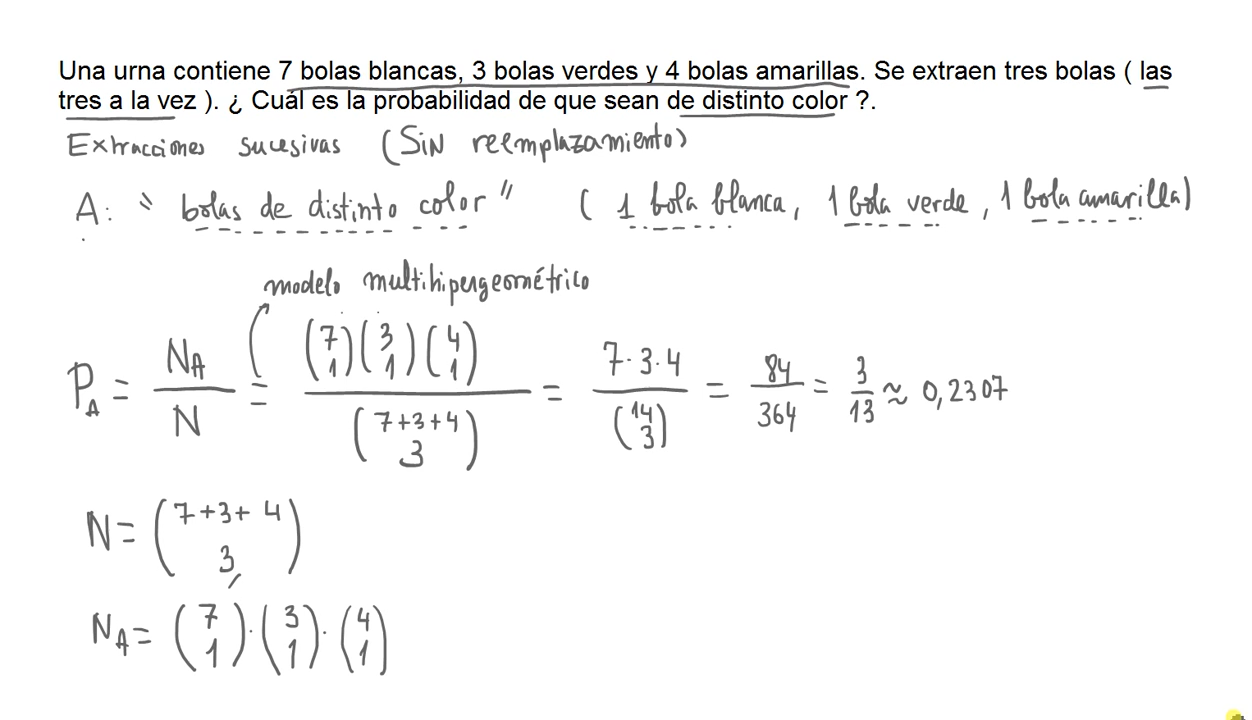 Una urna contiene 7 bolas blancas, 3 bolas verdes y 4 bolas amarillas. Se extraen tres bolas ( las
tres a la vez ). ¿ Cuál es la probabilidad de que sean de distinto color ?.
Extracciones sucesivas (Sin reemplazamiento)
A: " bolas de distinto color " ( 1 bola blanca, 1 bola verde, 1 bola amarilla)
modelo multihipergeométrico
P_A = N_A / N = (7 1)(3 1)(4 1) / (7+3+4 3) = 7·3·4 / (14 3) = 84/364 = 3/13 ≈ 0,2307
N = (7+3+4 3)
N_A = (7 1)·(3 1)·(4 1)